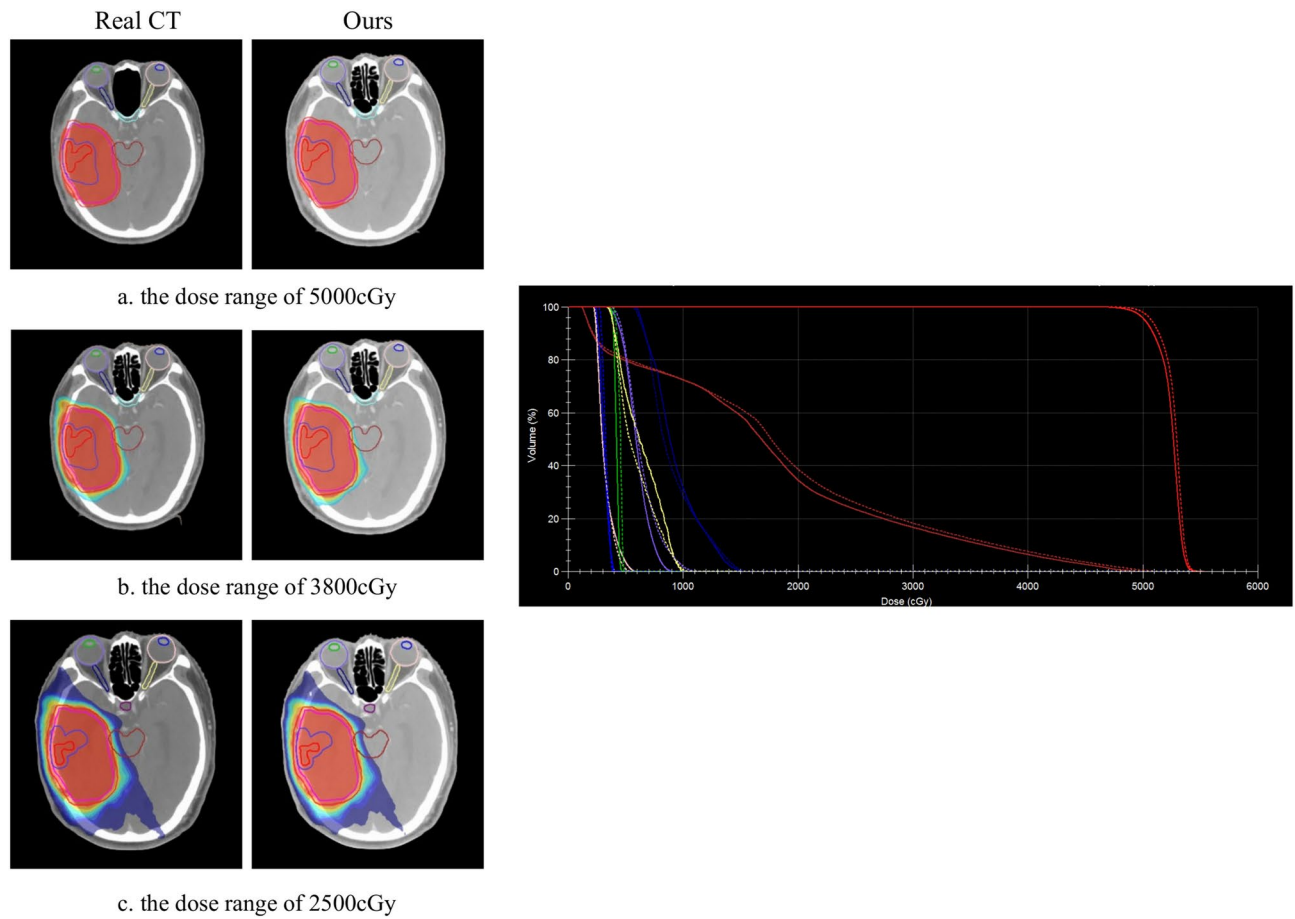 Real CT
Ours
a. the dose range of 5000cGy
b. the dose range of 3800cGy
c. the dose range of 2500cGy
100
80
60
40
20
0
Volume (%)
0
1000
2000
3000
4000
5000
6000
Dose (cGy)